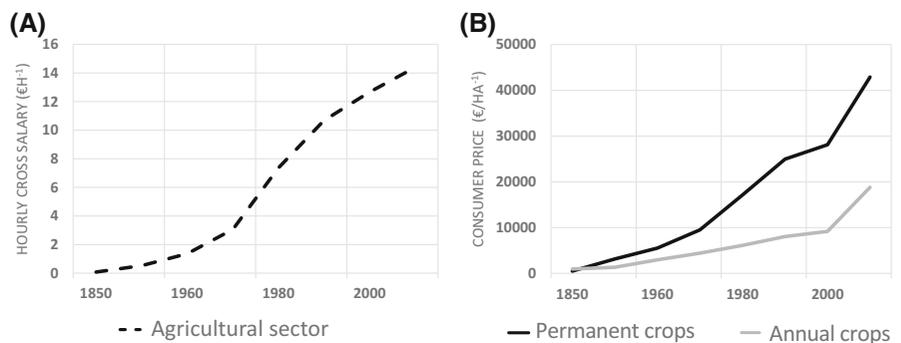 (A)
HOURLY CROSS SALARY (€H⁻¹)
16
14
12
10
8
6
4
2
0
1850 1960 1980 2000
Agricultural sector
(B)
CONSUMER PRICE (€/HA⁻¹)
50000
40000
30000
20000
10000
0
1850 1960 1980 2000
Permanent crops Annual crops